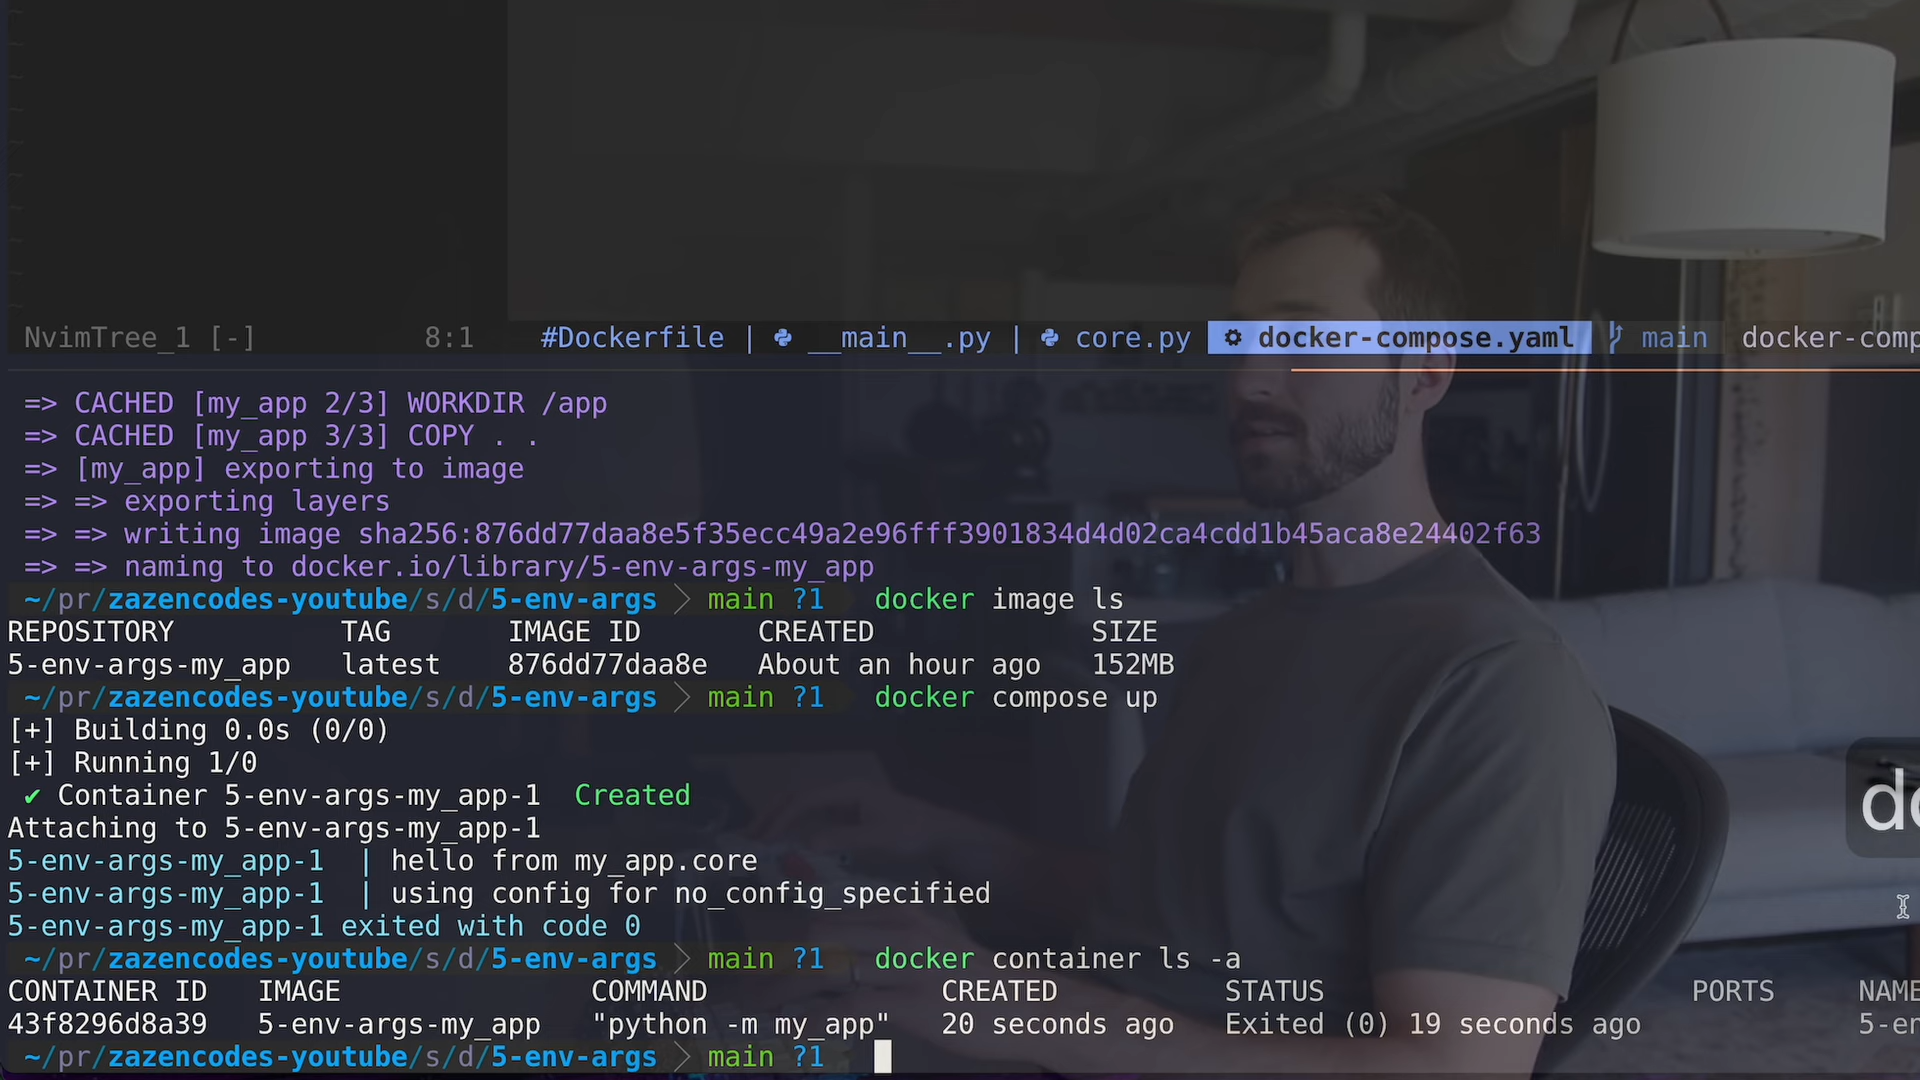 NvimTree_1 [-] 8:1 #Dockerfile | __main__.py | core.py docker-compose.yaml main docker-comp
=> CACHED [my_app 2/3] WORKDIR /app
=> CACHED [my_app 3/3] COPY . .
=> [my_app] exporting to image
=> => exporting layers
=> => writing image sha256:876dd77daa8e5f35ecc49a2e96fff3901834d4d02ca4cdd1b45aca8e24402f63
=> => naming to docker.io/library/5-env-args-my_app
~/pr/zazencodes-youtube/s/d/5-env-args > main ?1 docker image ls
REPOSITORY TAG IMAGE ID CREATED SIZE
5-env-args-my_app latest 876dd77daa8e About an hour ago 152MB
~/pr/zazencodes-youtube/s/d/5-env-args > main ?1 docker compose up
[+] Building 0.0s (0/0)
[+] Running 1/0
✔ Container 5-env-args-my_app-1 Created
Attaching to 5-env-args-my_app-1
5-env-args-my_app-1 | hello from my_app.core
5-env-args-my_app-1 | using config for no_config_specified
5-env-args-my_app-1 exited with code 0
~/pr/zazencodes-youtube/s/d/5-env-args > main ?1 docker container ls -a
CONTAINER ID IMAGE COMMAND CREATED STATUS PORTS NAME
43f8296d8a39 5-env-args-my_app "python -m my_app" 20 seconds ago Exited (0) 19 seconds ago 5-en
~/pr/zazencodes-youtube/s/d/5-env-args > main ?1